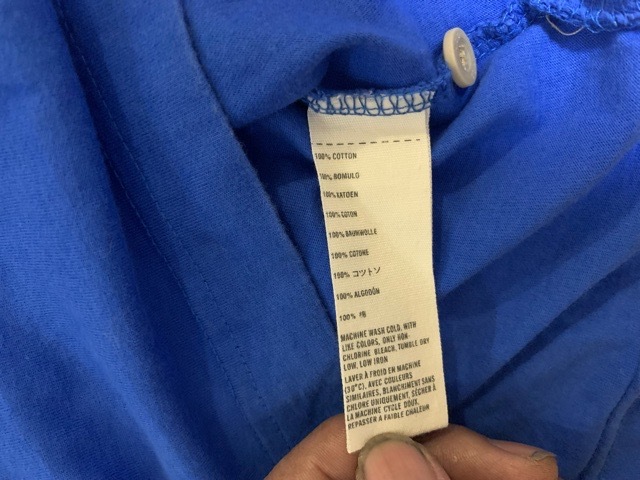 100% COTTON
100% ROMULO
100% KATOEN
100% COTON
100% BAUMWOLLE
100% COTONE
100% コットソ
100% ALGODÓN
100% 棉
MACHINE WASH COLD, WITH
LIKE COLORS, ONLY NON-
CHLORINE BLEACH, TUMBLE DRY
LOW, LOW IRON
LAVER À FROID EN MACHINE
(30°C), AVEC COULEURS
SIMILAIRES, BLANCHIMENT SANS
CHLORE UNIQUEMENT, SÉCHER À
LA MACHINE CYCLE DOUX,
REPASSER A FAIBLE CHALEUR